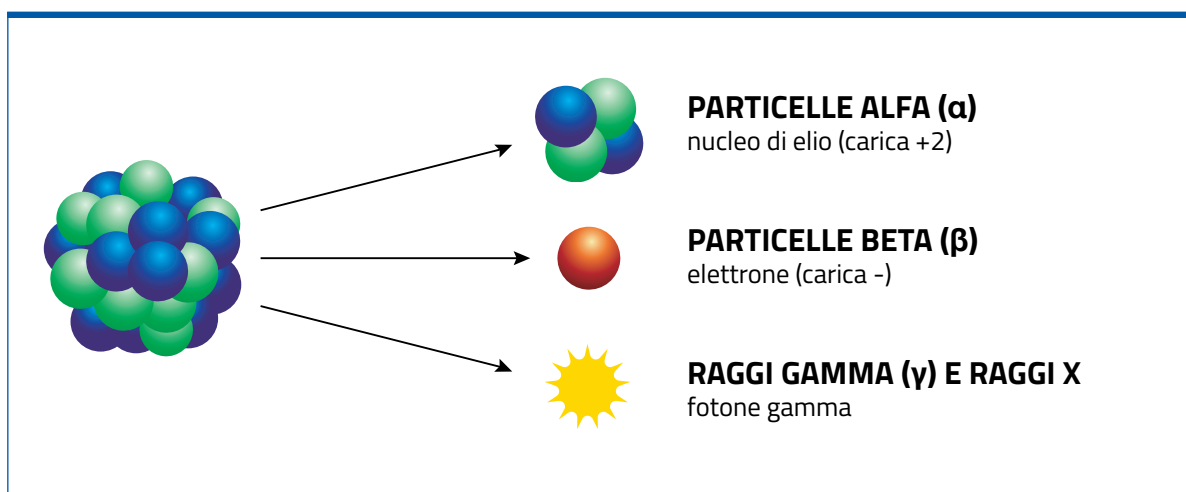 PARTICELLE ALFA (α)
nucleo di elio (carica +2)
PARTICELLE BETA (β)
elettrone (carica -)
RAGGI GAMMA (γ) E RAGGI X
fotone gamma